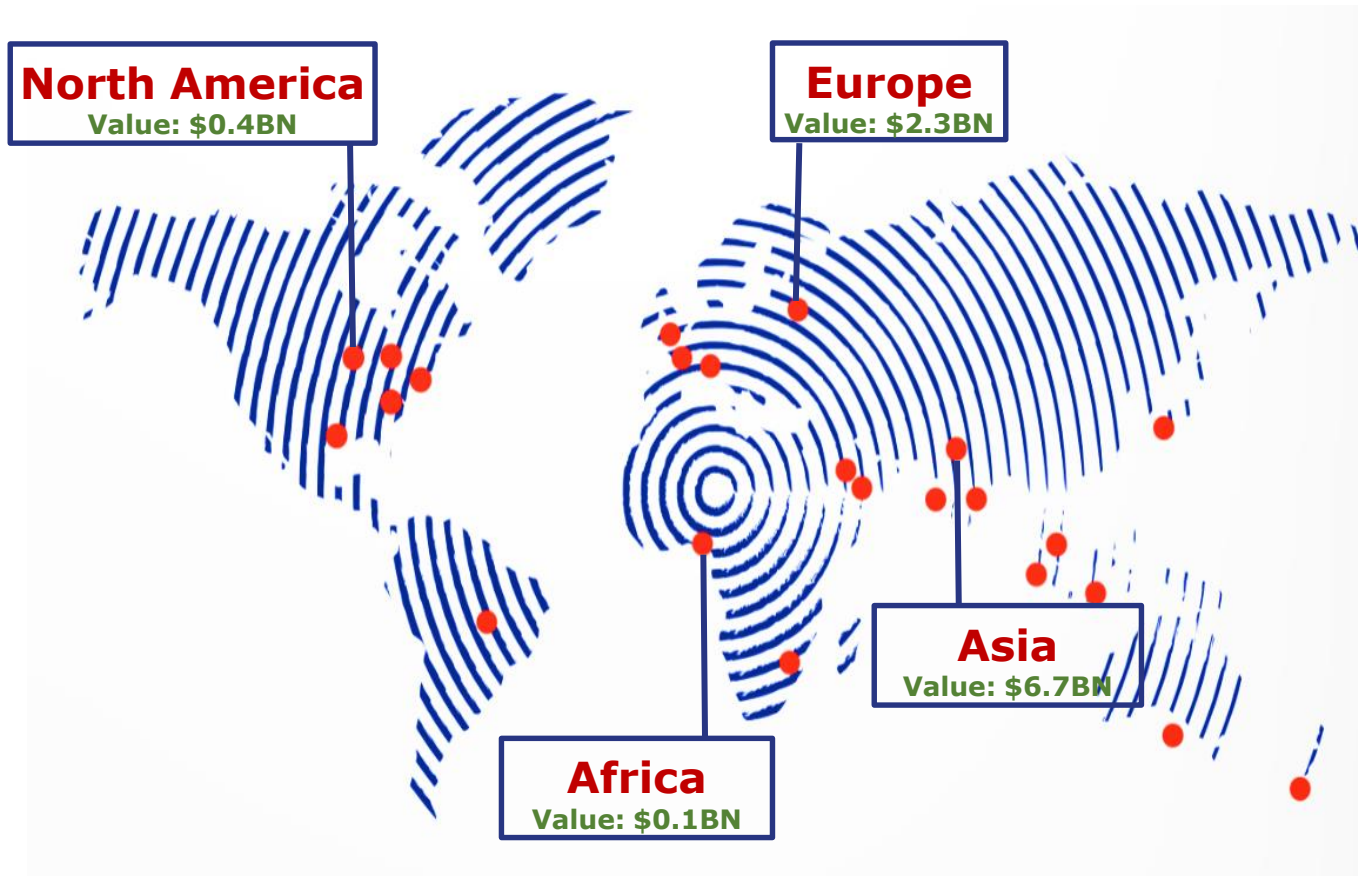 North America
Value: $0.4BN
Europe
Value: $2.3BN
Asia
Value: $6.7BN
Africa
Value: $0.1BN